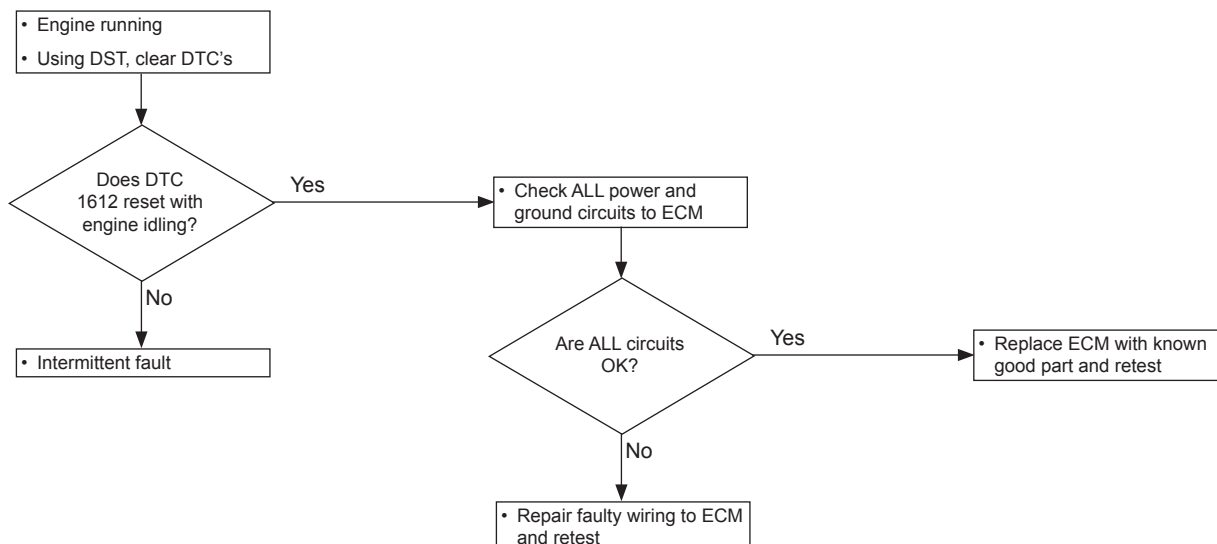 • Engine running
• Using DST, clear DTC's
Does DTC
1612 reset with
engine idling?
Yes
• Check ALL power and
ground circuits to ECM
No
• Intermittent fault
Are ALL circuits
OK?
Yes
• Replace ECM with known
good part and retest
No
• Repair faulty wiring to ECM
and retest